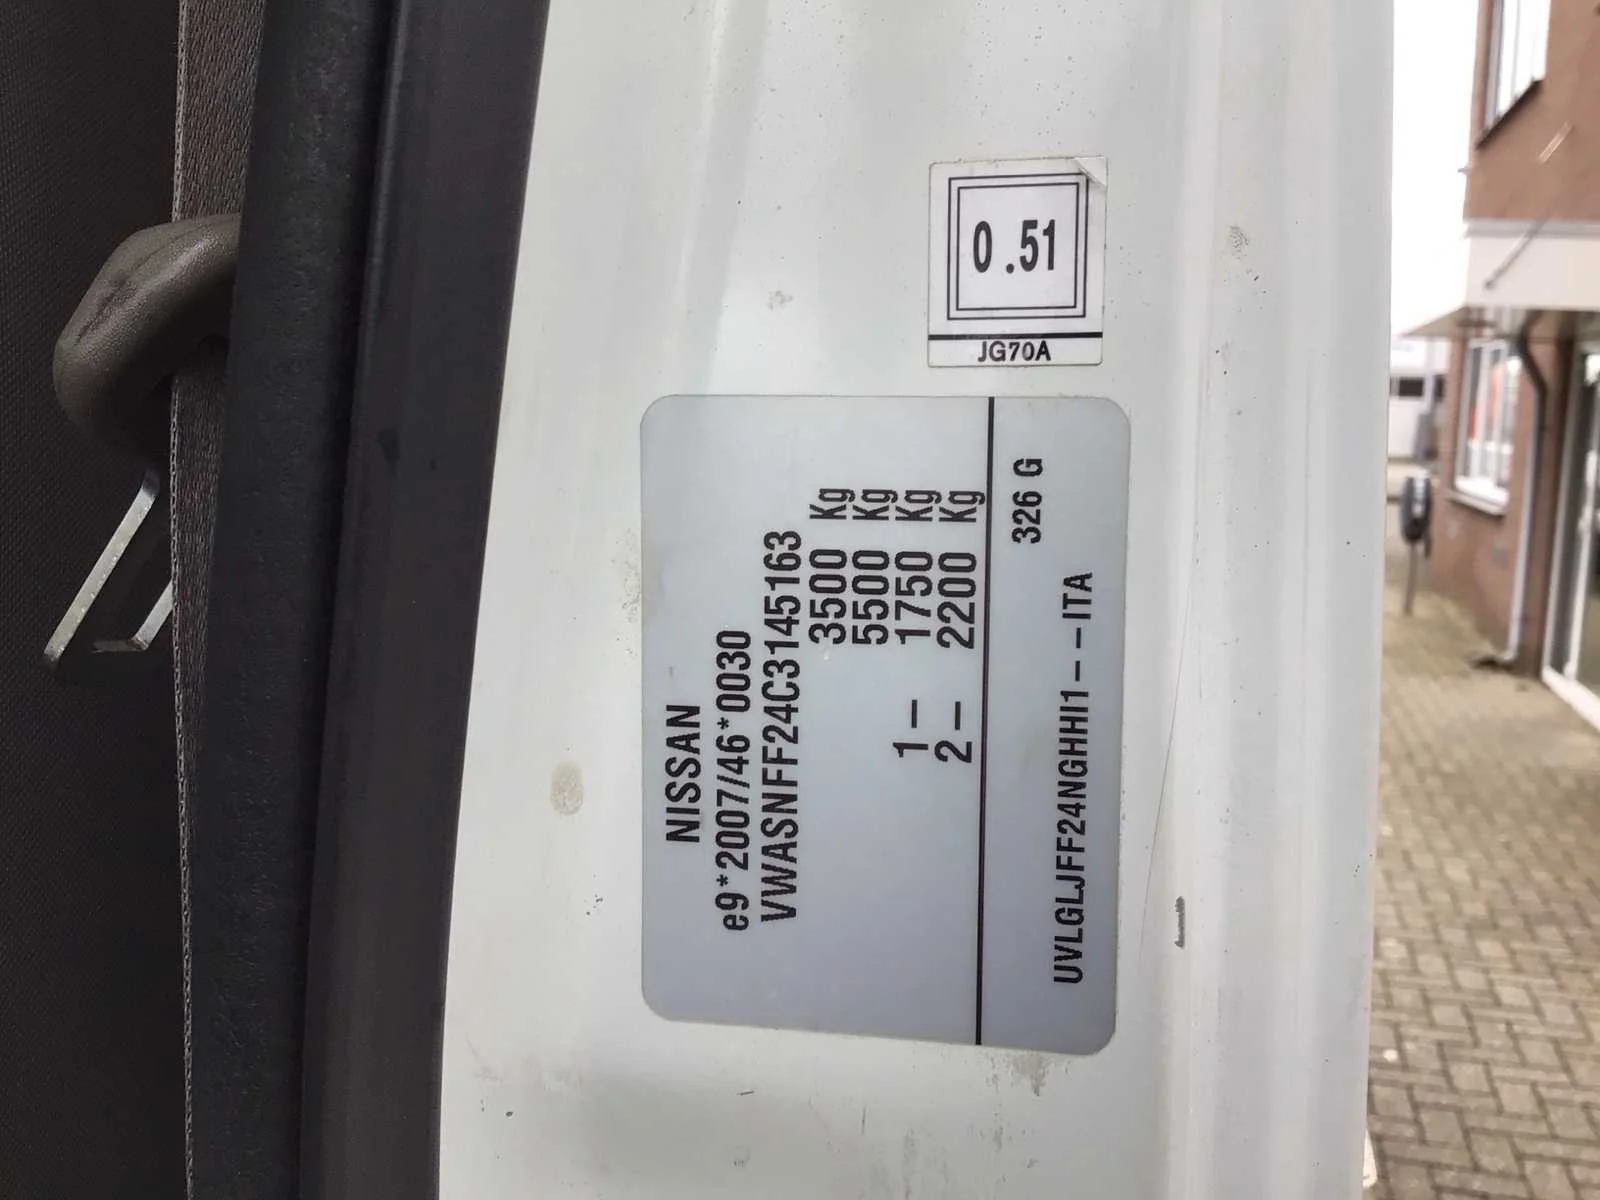 0.51
JG70A
NISSAN
e9*2007/46*0030
VWASNFF24C3145163
3500 Kg
5500 Kg
1- 1750 Kg
2- 2200 Kg
326 G
UVLGLJFF24NGHHI1--ITA